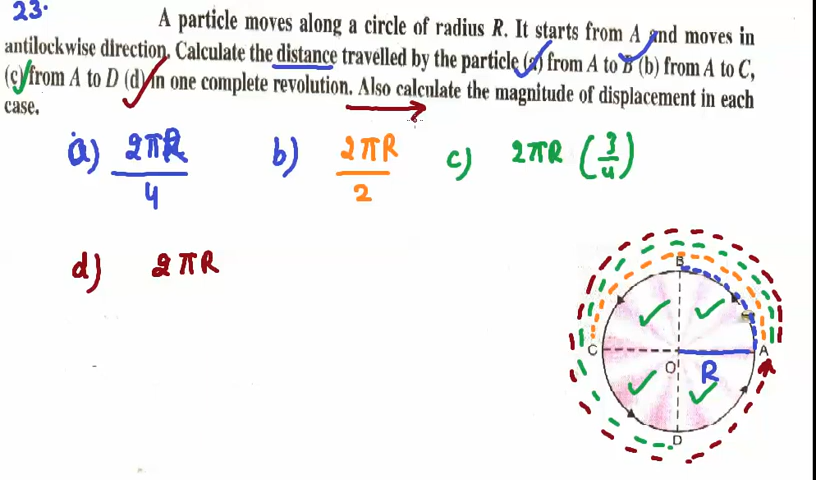 23.
A particle moves along a circle of radius R. It starts from A and moves in
antilockwise direction. Calculate the distance travelled by the particle (a) from A to B (b) from A to C,
(c) from A to D (d) in one complete revolution. Also calculate the magnitude of displacement in each
case.
a) 2πR/4 b) 2πR/2 c) 2πR (3/4)
d) 2πR
B
C O R A
D